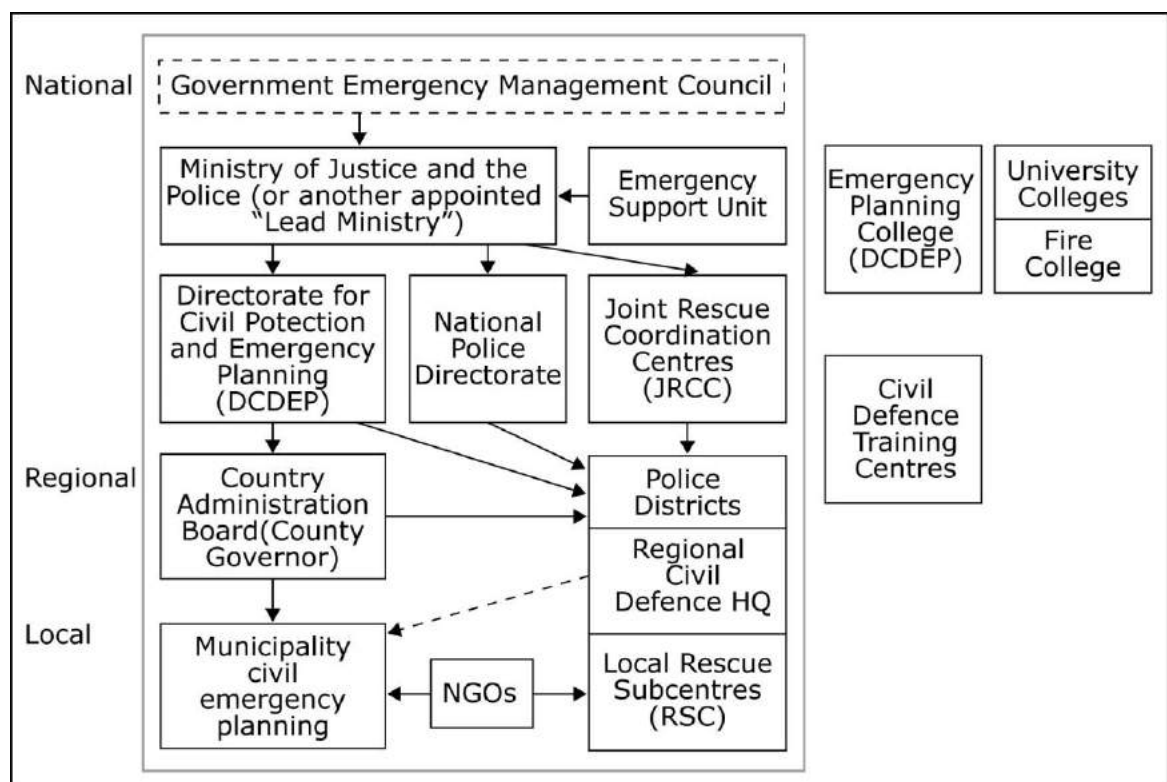 National
Government Emergency Management Council
Ministry of Justice and the
Police (or another appointed
“Lead Ministry”)
Emergency
Support Unit
Emergency
Planning
College
(DCDEP)
University
Colleges
Fire
College
Directorate for
Civil Potection
and Emergency
Planning
(DCDEP)
National
Police
Directorate
Joint Rescue
Coordination
Centres
(JRCC)
Civil
Defence
Training
Centres
Regional
Country
Administration
Board(County
Governor)
Police
Districts
Regional
Civil
Defence HQ
Local
Municipality
civil
emergency
planning
NGOs
Local Rescue
Subcentres
(RSC)